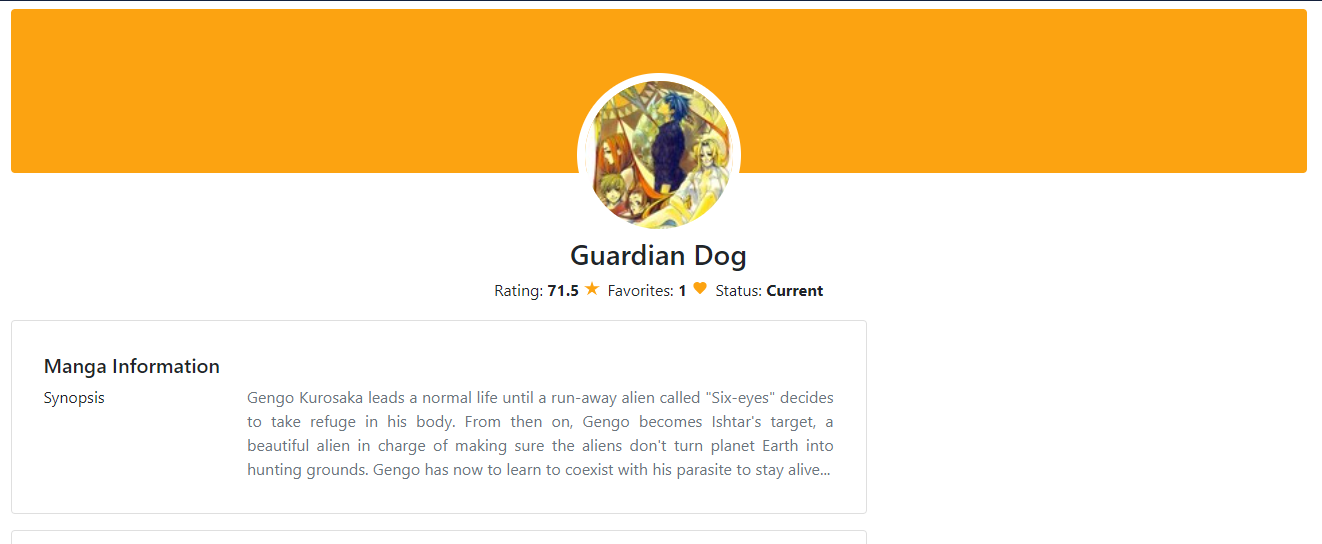 Guardian Dog
Rating: 71.5 Favorites: 1 Status: Current
Manga Information
Synopsis
Gengo Kurosaka leads a normal life until a run-away alien called "Six-eyes" decides
to take refuge in his body. From then on, Gengo becomes Ishtar's target, a
beautiful alien in charge of making sure the aliens don't turn planet Earth into
hunting grounds. Gengo has now to learn to coexist with his parasite to stay alive...